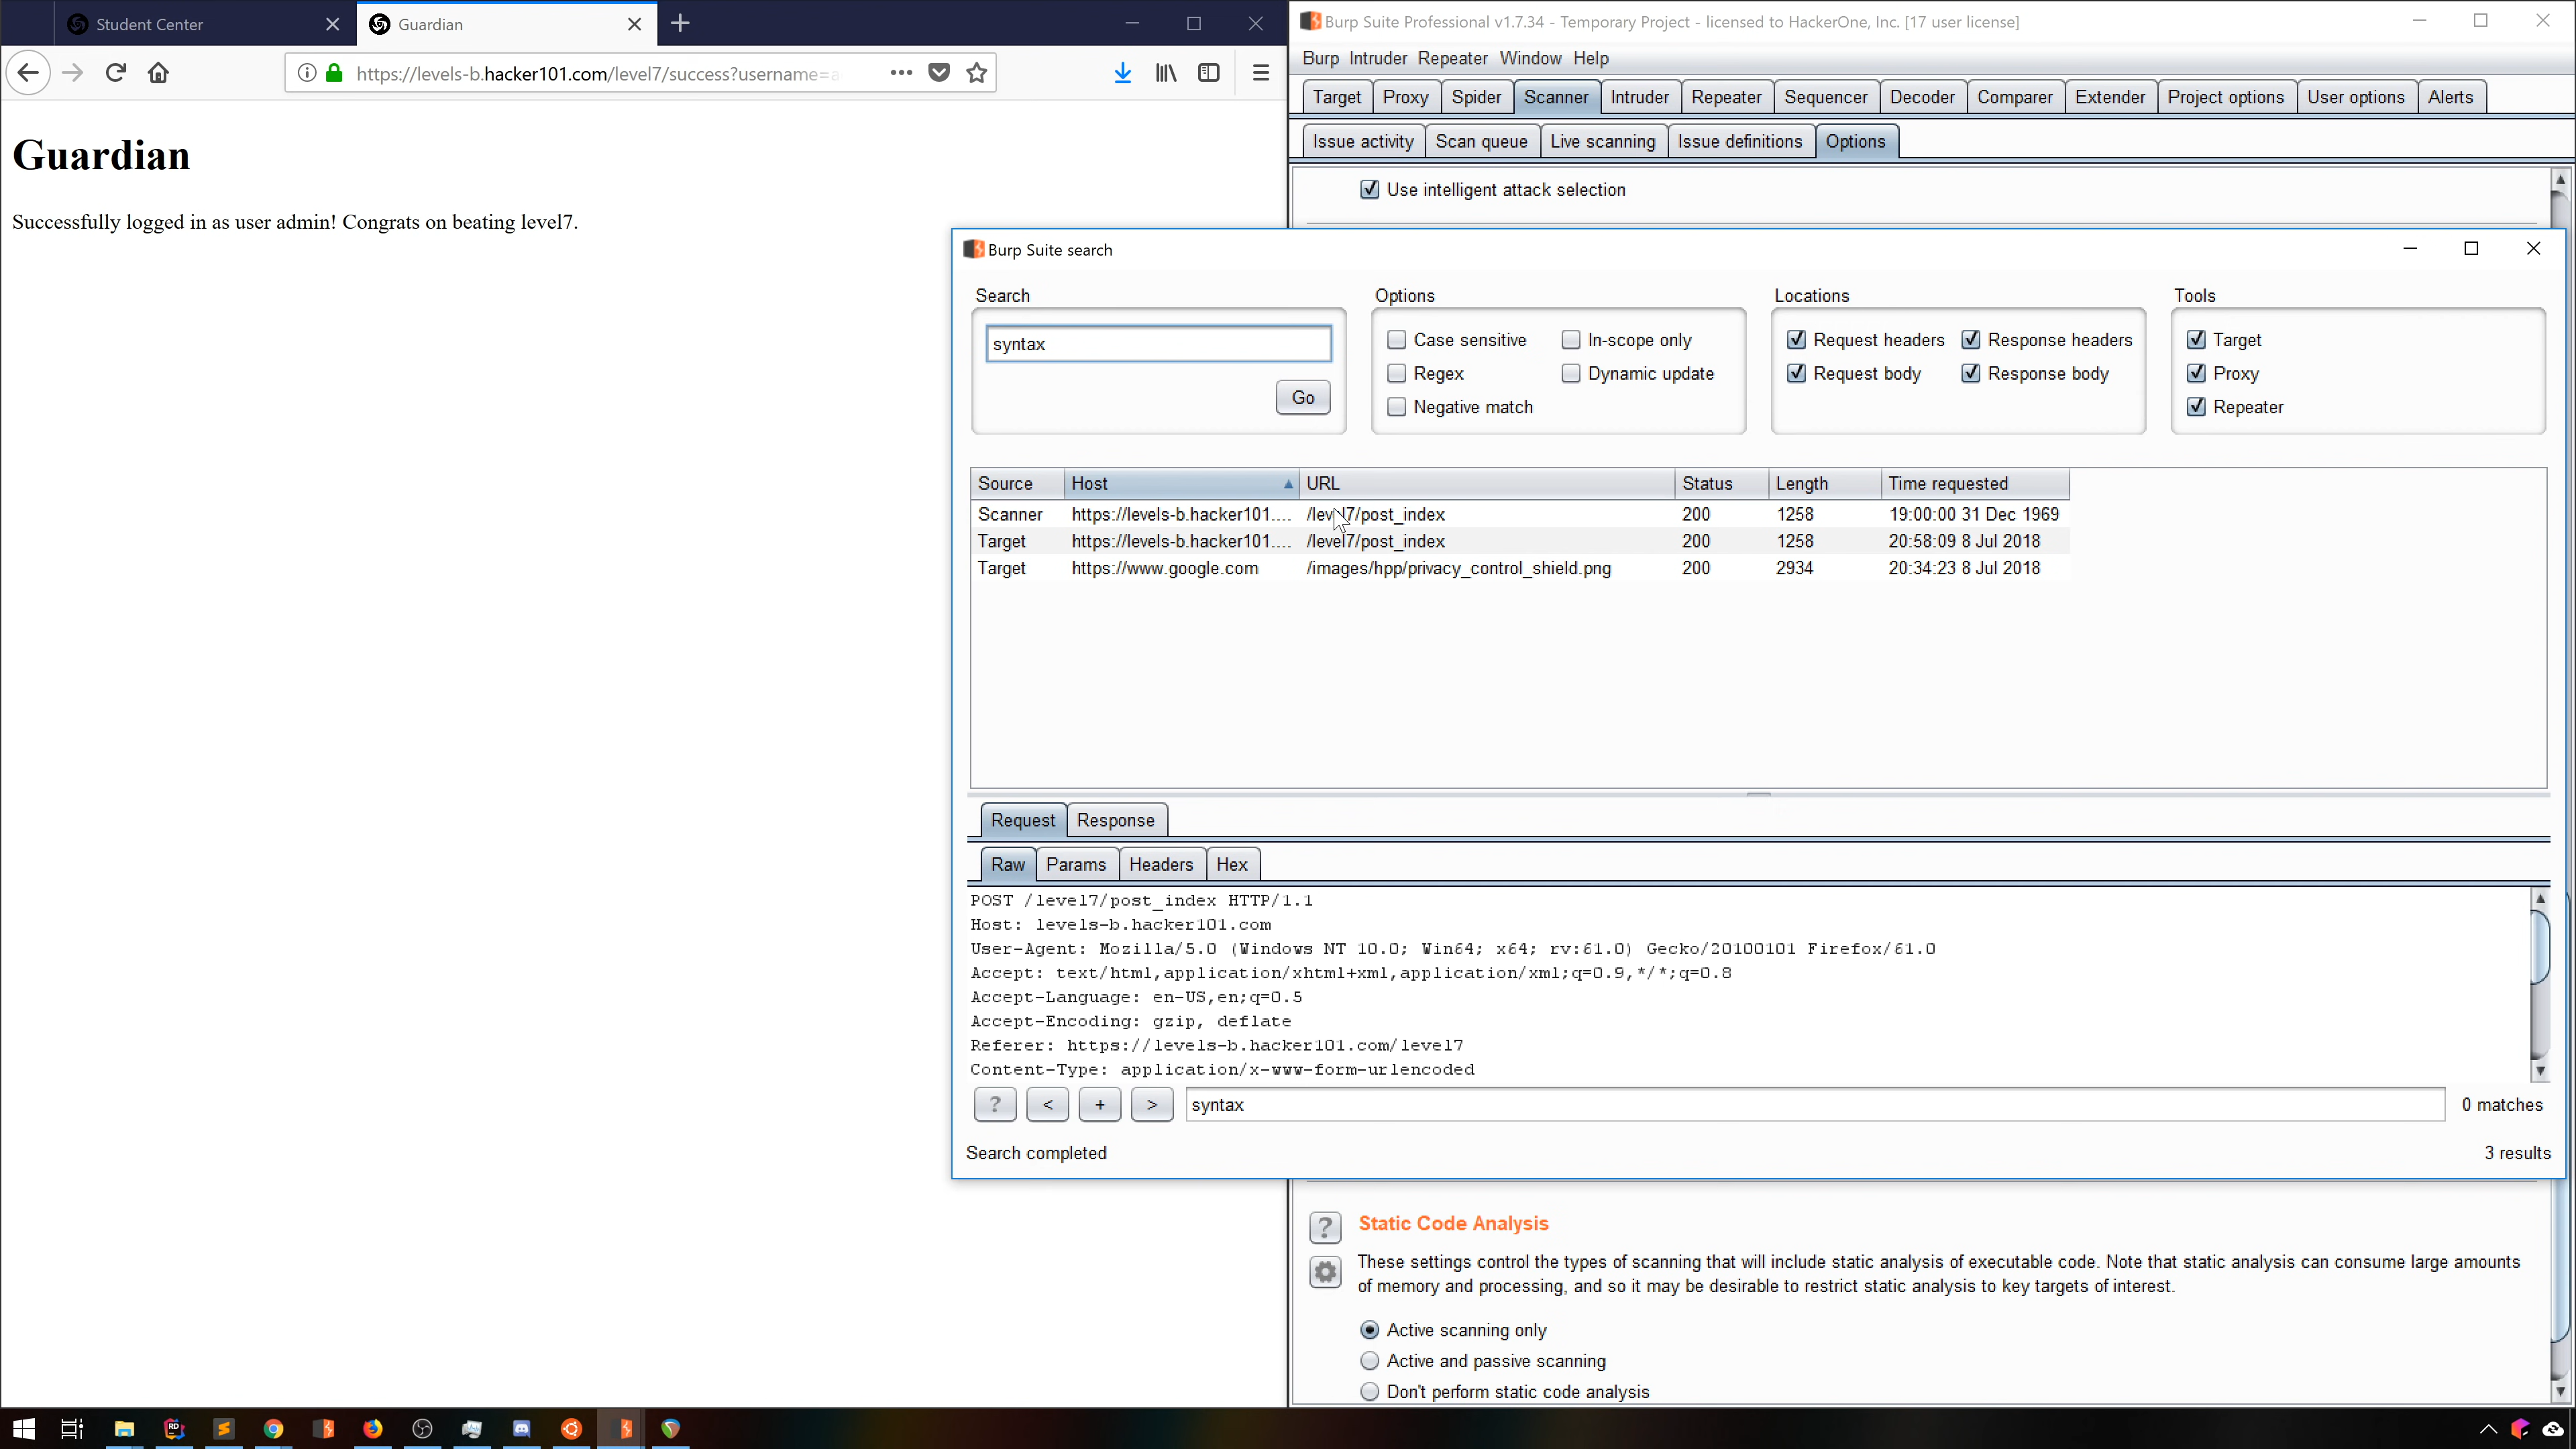 Student Center
Guardian
https://levels-b.hacker101.com/level7/success?username=a
Guardian
Successfully logged in as user admin! Congrats on beating level7.
Burp Suite Professional v1.7.34 - Temporary Project - licensed to HackerOne, Inc. [17 user license]
Burp Intruder Repeater Window Help
Target Proxy Spider Scanner Intruder Repeater Sequencer Decoder Comparer Extender Project options User options Alerts
Issue activity Scan queue Live scanning Issue definitions Options
Use intelligent attack selection
Burp Suite search
Search Options Locations Tools
syntax
Go
Case sensitive In-scope only
Regex Dynamic update
Negative match
Request headers Response headers
Request body Response body
Target
Proxy
Repeater
Source Host URL Status Length Time requested
Scanner https://levels-b.hacker101.... /level7/post_index 200 1258 19:00:00 31 Dec 1969
Target https://levels-b.hacker101.... /level7/post_index 200 1258 20:58:09 8 Jul 2018
Target https://www.google.com /images/hpp/privacy_control_shield.png 200 2934 20:34:23 8 Jul 2018
Request Response
Raw Params Headers Hex
POST /level7/post_index HTTP/1.1
Host: levels-b.hacker101.com
User-Agent: Mozilla/5.0 (Windows NT 10.0; Win64; x64; rv:61.0) Gecko/20100101 Firefox/61.0
Accept: text/html,application/xhtml+xml,application/xml;q=0.9,*/*;q=0.8
Accept-Language: en-US,en;q=0.5
Accept-Encoding: gzip, deflate
Referer: https://levels-b.hacker101.com/level7
Content-Type: application/x-www-form-urlencoded
? < + > syntax 0 matches
Search completed 3 results
? Static Code Analysis
These settings control the types of scanning that will include static analysis of executable code. Note that static analysis can consume large amounts
of memory and processing, and so it may be desirable to restrict static analysis to key targets of interest.
Active scanning only
Active and passive scanning
Don't perform static code analysis
RD